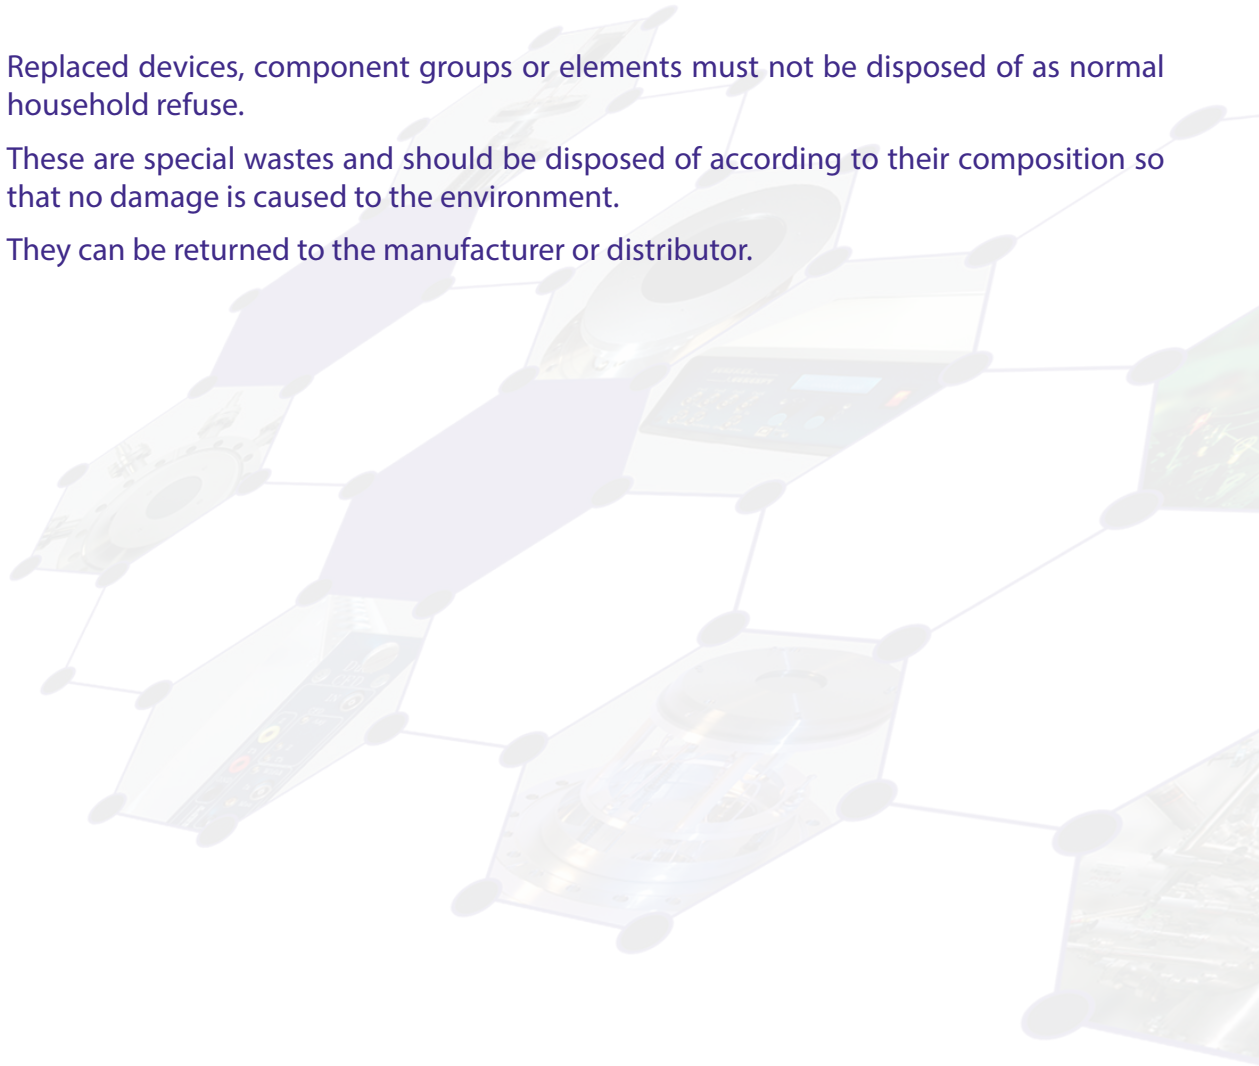 Replaced devices, component groups or elements must not be disposed of as normal
household refuse.
These are special wastes and should be disposed of according to their composition so
that no damage is caused to the environment.
They can be returned to the manufacturer or distributor.